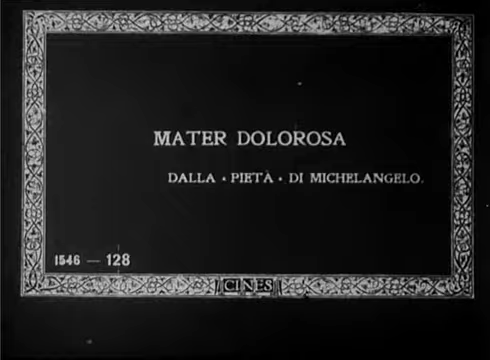 MATER DOLOROSA
DALLA • PIETÀ • DI MICHELANGELO.
1546 — 128
CINES